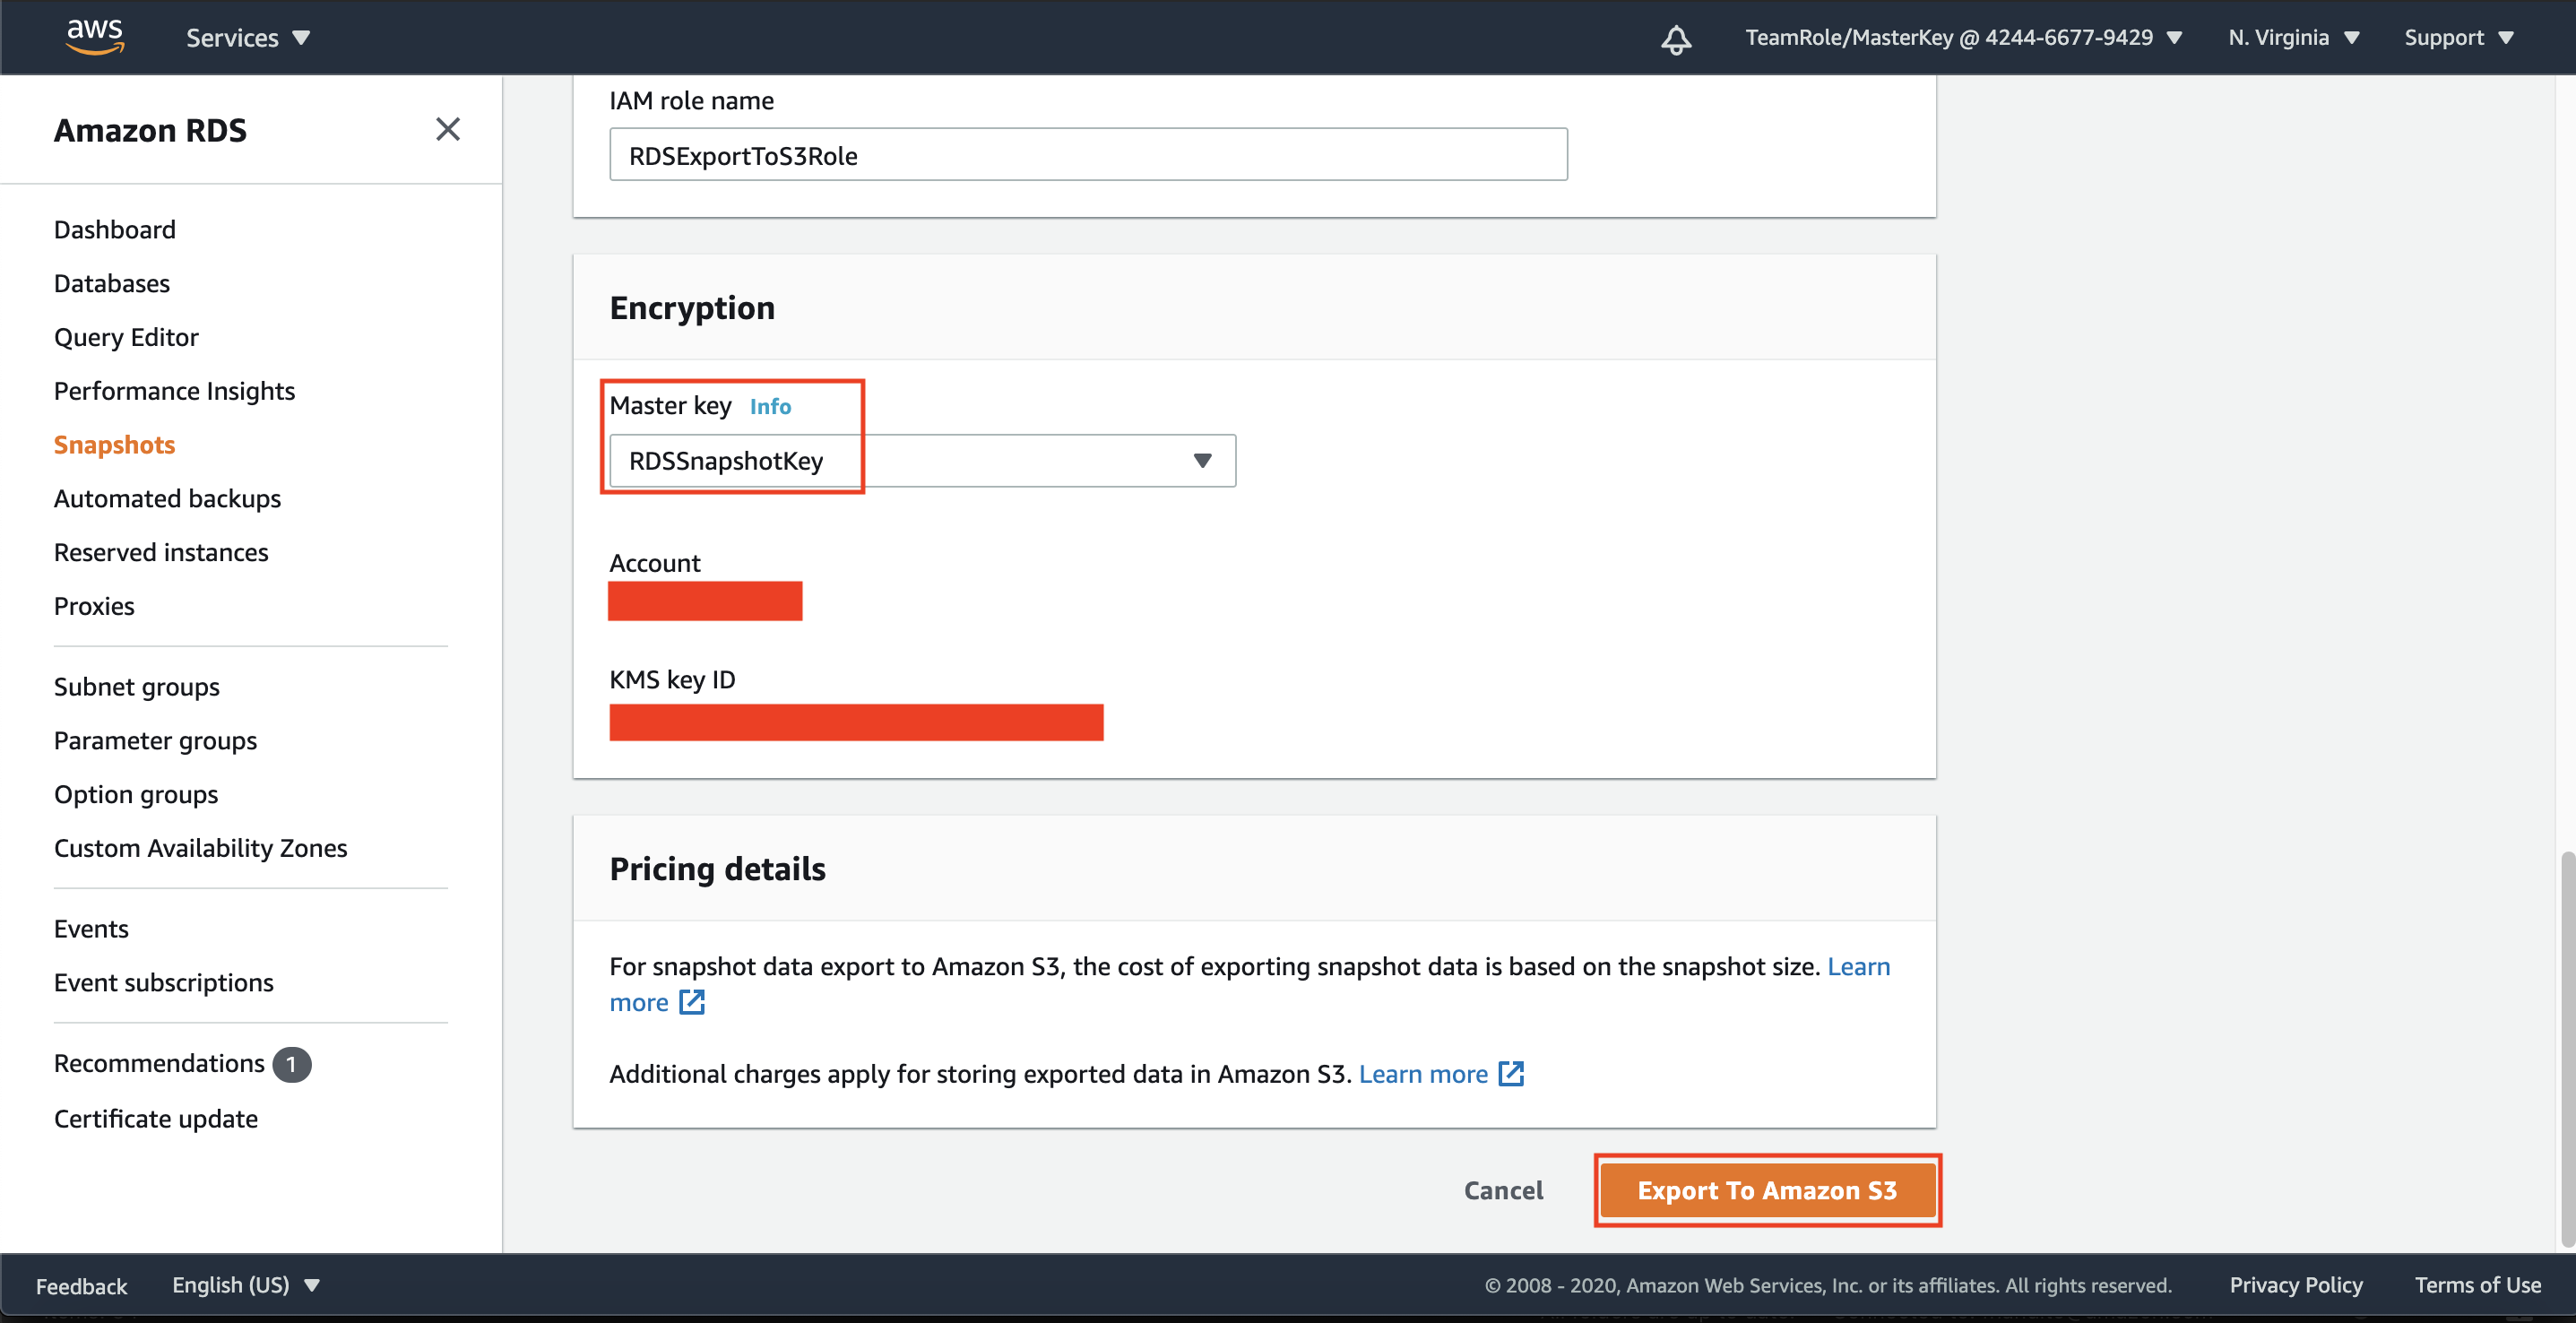 aws
Services
TeamRole/MasterKey @ 4244-6677-9429
N. Virginia
Support
Amazon RDS
Dashboard
Databases
Query Editor
Performance Insights
Snapshots
Automated backups
Reserved instances
Proxies
Subnet groups
Parameter groups
Option groups
Custom Availability Zones
Events
Event subscriptions
Recommendations 1
Certificate update
IAM role name
RDSExportToS3Role
Encryption
Master key Info
RDSSnapshotKey
Account
KMS key ID
Pricing details
For snapshot data export to Amazon S3, the cost of exporting snapshot data is based on the snapshot size. Learn
more
Additional charges apply for storing exported data in Amazon S3. Learn more
Cancel
Export To Amazon S3
Feedback
English (US)
© 2008 - 2020, Amazon Web Services, Inc. or its affiliates. All rights reserved.
Privacy Policy
Terms of Use